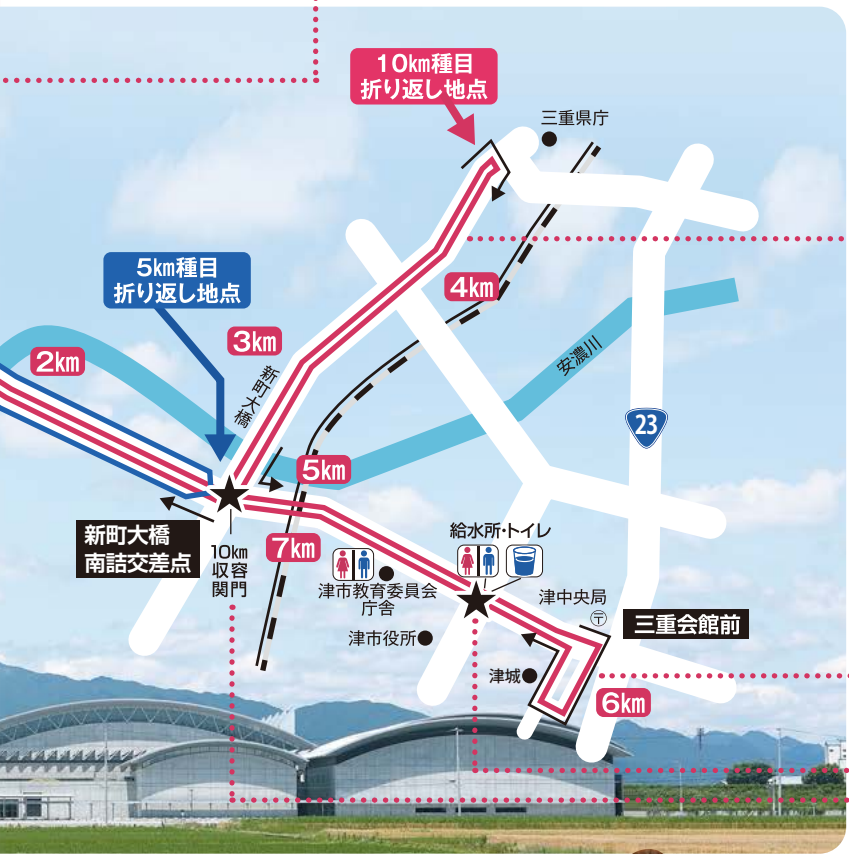 10km種目
折り返し地点
三重県庁
5km種目
折り返し地点
4km
3km
2km
新町大橋
安濃川
23
5km
新町大橋
南詰交差点
10km
収容
関門
7km
給水所・トイレ
津市教育委員会
庁舎
津中央局
〒
三重会館前
津市役所
津城
6km